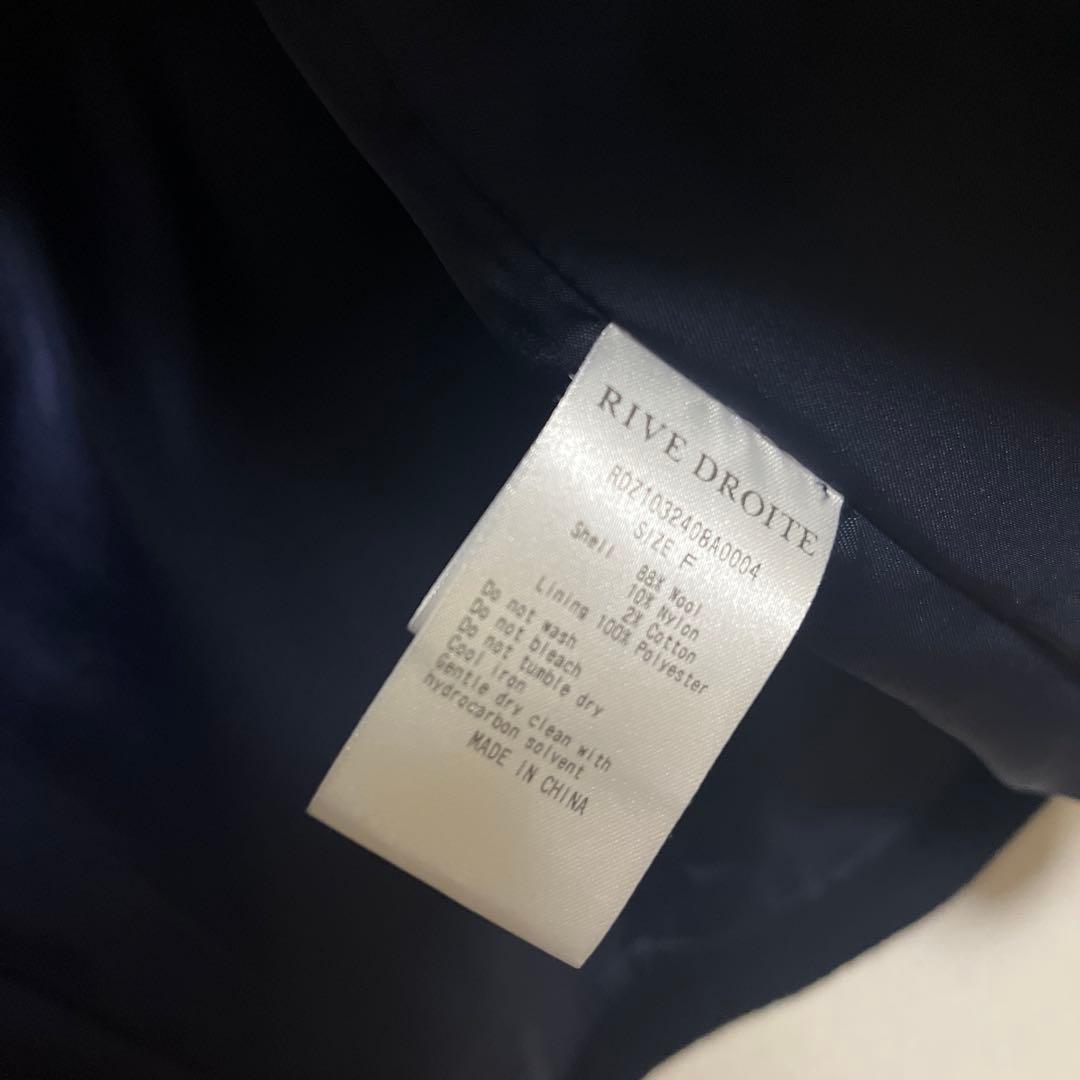 RIVE DROITE
RDZ1032408A0004
SIZE F
Shell 88% Wool
10% Nylon
2% Cotton
Lining 100% Polyester
Do not wash
Do not bleach
Do not tumble dry
Cool iron
Gentle dry clean with
hydrocarbon solvent
MADE IN CHINA